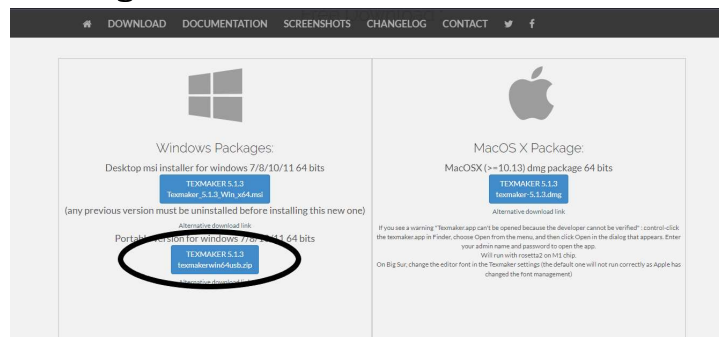 DOWNLOAD DOCUMENTATION SCREENSHOTS CHANGELOG CONTACT
Windows Packages:
Desktop msi installer for windows 7/8/10/11 64 bits
TEXMAKER 5.1.3
Texmaker_5.1.3_Win_x64.msi
(any previous version must be uninstalled before installing this new one)
Alternative download link
Portable version for windows 7/8/10/11 64 bits
TEXMAKER 5.1.3
texmakerwin64usb.zip
Alternative download link
MacOS X Package:
MacOSX (>=10.13) dmg package 64 bits
TEXMAKER 5.1.3
texmaker-5.1.3.dmg
Alternative download link
If you see a warning "Texmaker.app can't be opened because the developer cannot be verified" : control-click
the texmaker.app in Finder, choose Open from the menu, and then click Open in the dialog that appears. Enter
your admin name and password to open the app.
Will run with rosetta2 on M1 chip.
On Big Sur, change the editor font in the Texmaker settings (the default one will not run correctly as Apple has
changed the font management)